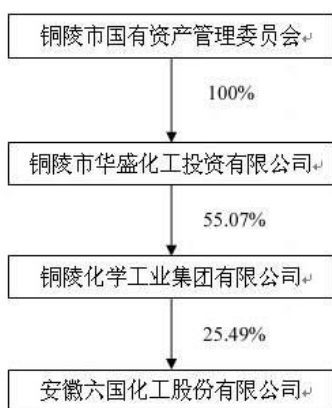 铜陵市国有资产管理委员会
100%
铜陵市华盛化工投资有限公司
55.07%
铜陵化学工业集团有限公司
25.49%
安徽六国化工股份有限公司